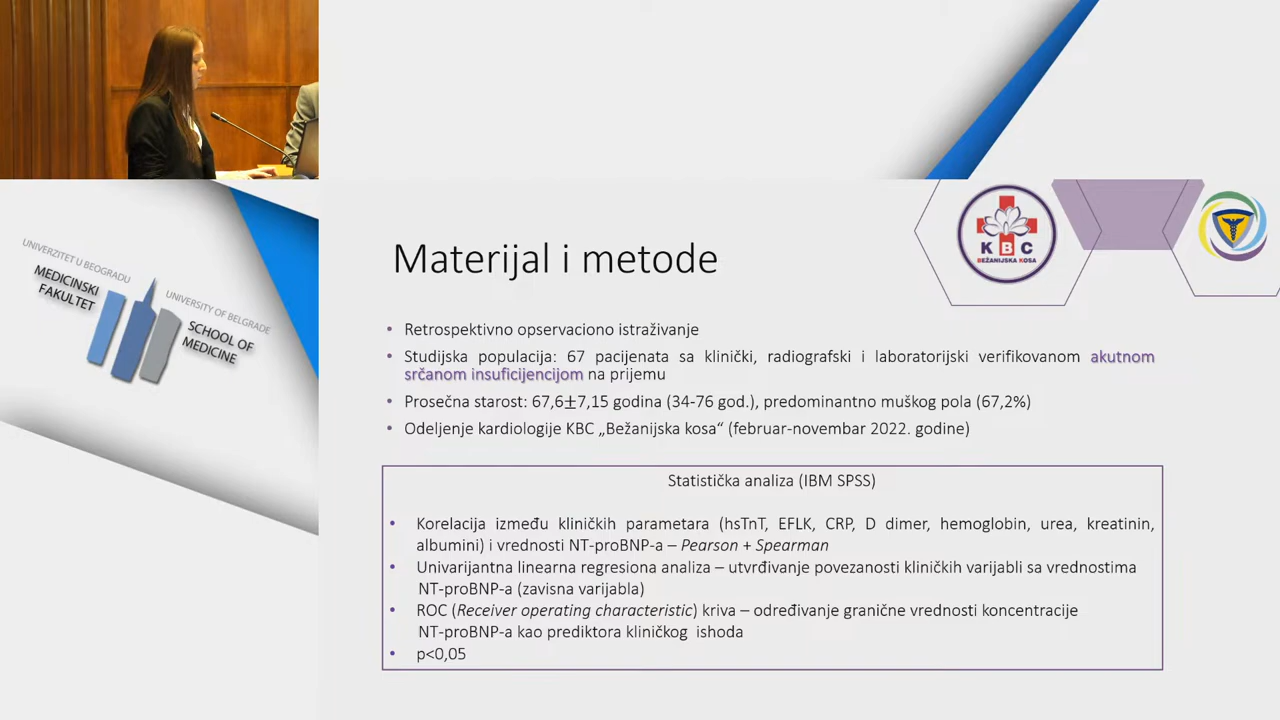 UNIVERZITET U BEOGRADU
MEDICINSKI
FAKULTET
UNIVERSITY OF BELGRADE
SCHOOL OF
MEDICINE
KBC
BEŽANIJSKA KOSA
Materijal i metode
• Retrospektivno opservaciono istraživanje
• Studijska populacija: 67 pacijenata sa klinički, radiografski i laboratorijski verifikovanom akutnom
srčanom insuficijencijom na prijemu
• Prosečna starost: 67,6±7,15 godina (34-76 god.), predominantno muškog pola (67,2%)
• Odeljenje kardiologije KBC „Bežanijska kosa“ (februar-novembar 2022. godine)
Statistička analiza (IBM SPSS)
• Korelacija između kliničkih parametara (hsTnT, EFLK, CRP, D dimer, hemoglobin, urea, kreatinin,
albumini) i vrednosti NT-proBNP-a – Pearson + Spearman
• Univarijantna linearna regresiona analiza – utvrđivanje povezanosti kliničkih varijabli sa vrednostima
NT-proBNP-a (zavisna varijabla)
• ROC (Receiver operating characteristic) kriva – određivanje granične vrednosti koncentracije
NT-proBNP-a kao prediktora kliničkog ishoda
• p<0,05